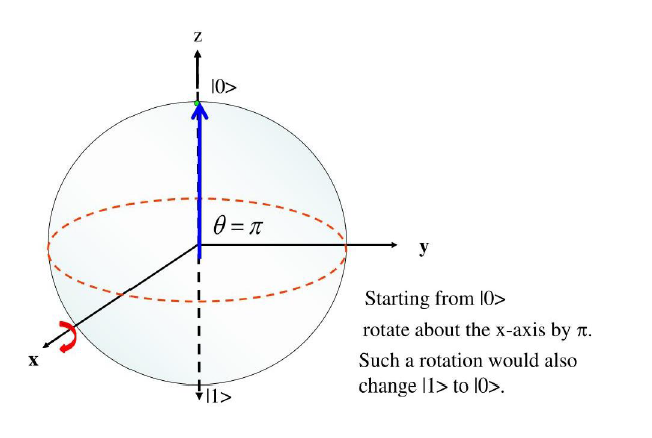 z
|0>
θ = π
y
Starting from |0>
rotate about the x-axis by π.
Such a rotation would also
change |1> to |0>.
x
|1>